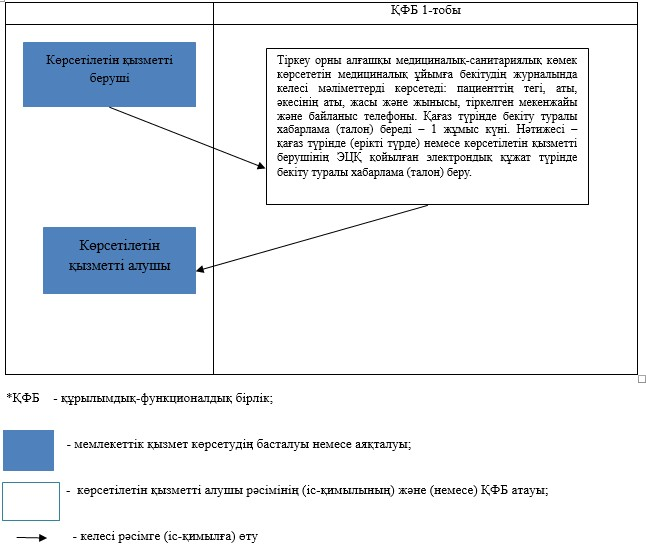 ҚФБ 1-тобы
Көрсетілетін қызметті
беруші
Тіркеу орны алғашқы медициналық-санитариялық көмек
көрсететін медициналық ұйымға бекітудің журналында
келесі мәліметтерді көрсетеді: пациенттің тегі, аты,
әкесінің аты, жасы және жынысы, тіркелген мекенжайы
және байланыс телефоны. Қағаз түрінде бекіту туралы
хабарлама (талон) береді – 1 жұмыс күні. Нәтижесі –
қағаз түрінде (ерікті түрде) немесе көрсетілетін қызметті
берушінің ЭЦҚ қойылған электрондық құжат түрінде
бекіту туралы хабарлама (талон) беру.
Көрсетілетін
қызметті алушы
*ҚФБ - құрылымдық-функционалдық бірлік;
- мемлекеттік қызмет көрсетудің басталуы немесе аяқталуы;
- көрсетілетін қызметті алушы рәсімінің (іс-қимылының) және (немесе) ҚФБ атауы;
- келесі рәсімге (іс-қимылға) өту